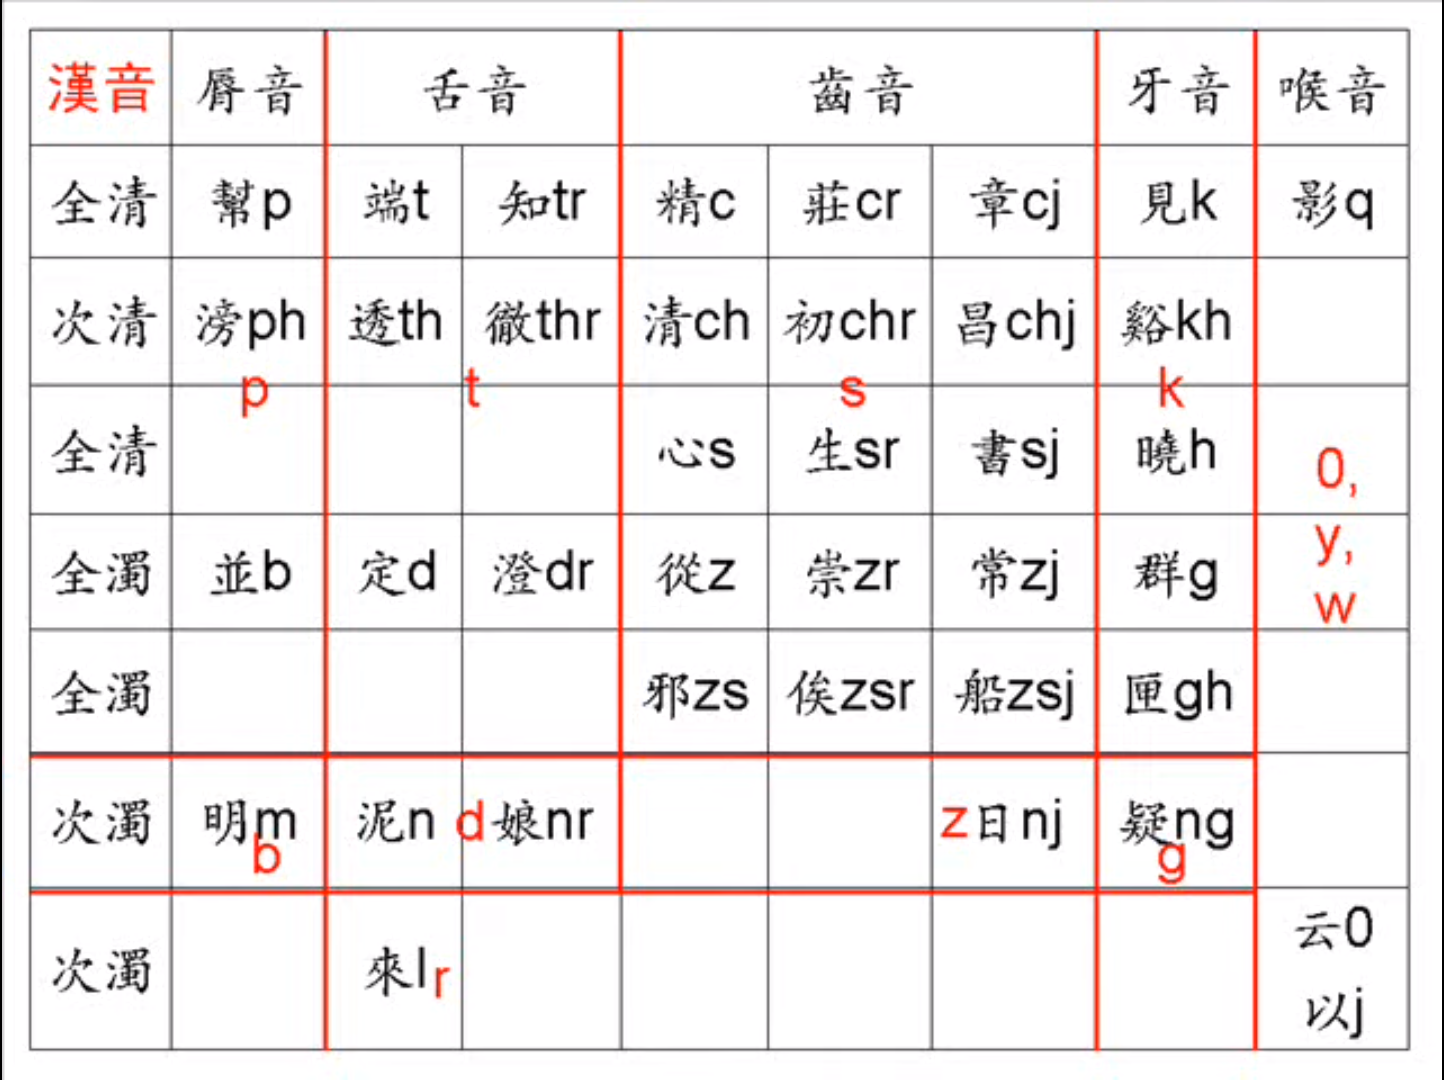 漢音 脣音 舌音 齒音 牙音 喉音
全清 幫p 端t 知tr 精c 莊cr 章cj 見k 影q
次清 滂ph 透th 徹thr 清ch 初chr 昌chj 谿kh
p t s k
全清 心s 生sr 書sj 曉h
0,
y,
w
全濁 並b 定d 澄dr 從z 崇zr 常zj 群g
全濁 邪zs 俟zsr 船zsj 匣gh
次濁 明m 泥n d 娘nr z 日nj 疑ng
b g
次濁 來l r 云0
以j